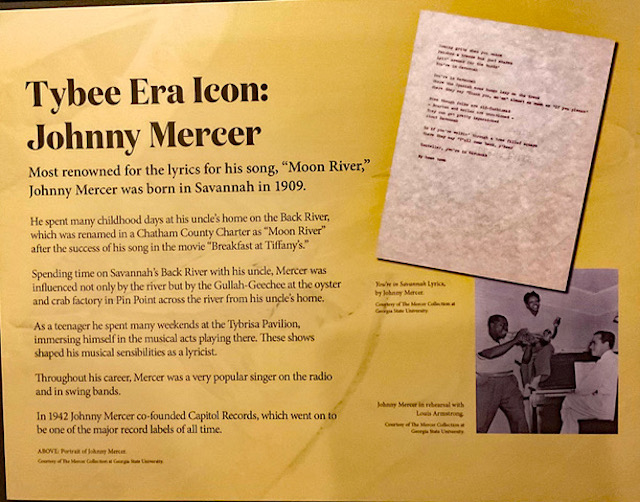 Tybee Era Icon:
Johnny Mercer
Most renowned for the lyrics for his song, “Moon River,”
Johnny Mercer was born in Savannah in 1909.
He spent many childhood days at his uncle's home on the Back River,
which was renamed in a Chatham County Charter as “Moon River”
after the success of his song in the movie “Breakfast at Tiffany's.”
Spending time on Savannah's Back River with his uncle, Mercer was
influenced not only by the river but by the Gullah-Geechee at the oyster
and crab factory in Pin Point across the river from his uncle's home.
As a teenager he spent many weekends at the Tybrisa Pavilion,
immersing himself in the musical acts playing there. These shows
shaped his musical sensibilities as a lyricist.
Throughout his career, Mercer was a very popular singer on the radio
and in swing bands.
In 1942 Johnny Mercer co-founded Capitol Records, which went on to
be one of the major record labels of all time.
ABOVE: Portrait of Johnny Mercer.
Courtesy of The Mercer Collection at Georgia State University.
You're in Savannah
You're in Savannah
You're in Savannah Lyrics,
by Johnny Mercer.
Courtesy of The Mercer Collection at
Georgia State University.
Johnny Mercer in rehearsal with
Louis Armstrong.
Courtesy of The Mercer Collection at
Georgia State University.